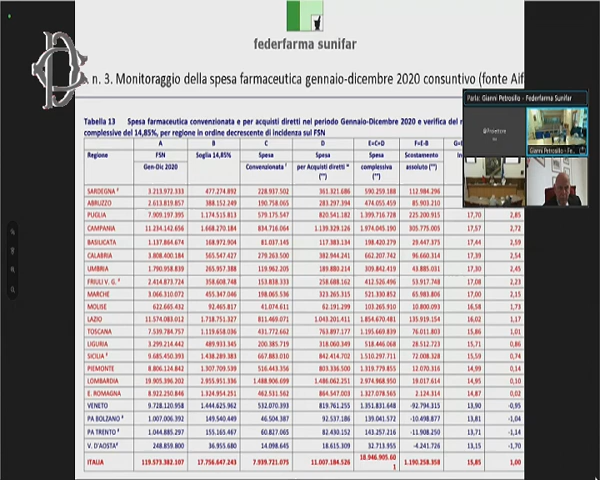 federfarma sunifar
n. 3. Monitoraggio della spesa farmaceutica gennaio-dicembre 2020 consuntivo (fonte Aif
Parla: Gianni Petrosillo - Federfarma Sunifar
Gianni Petrosillo - Fe...
Tabella 13 Spesa farmaceutica convenzionata e per acquisti diretti nel periodo Gennaio-Dicembre 2020 e verifica del r
complessive del 14,85%, per regione in ordine decrescente di incidenza sul FSN
A B C D E=C+D F=E-B
Regione FSN Soglia 14,85% Spesa Spesa Spesa Scostamento
Gen-Dic 2020 Convenzionata per Acquisti diretti complessiva assoluto (**)
SARDEGNA 3.213.972.333 477.274.892 228.937.502 361.321.686 590.259.188 112.984.296
ABRUZZO 2.613.819.857 388.152.249 190.758.065 283.297.394 474.055.459 85.903.210
PUGLIA 7.909.197.395 1.174.515.813 579.175.547 820.541.182 1.399.716.728 225.200.915 17,70 2,85
CAMPANIA 11.234.142.656 1.668.270.184 834.716.064 1.139.329.126 1.974.045.190 305.775.005 17,57 2,72
BASILICATA 1.137.864.674 168.972.904 81.037.145 117.383.134 198.420.279 29.447.375 17,44 2,59
CALABRIA 3.808.400.184 565.547.427 279.263.500 382.944.241 662.207.742 96.660.314 17,39 2,54
UMBRIA 1.790.958.839 265.957.388 119.962.205 189.880.214 309.842.419 43.885.031 17,30 2,45
FRIULI V. G. 2.414.873.724 358.608.748 153.838.333 258.688.162 412.526.496 53.917.748 17,08 2,23
MARCHE 3.066.310.072 455.347.046 198.065.536 323.265.315 521.330.852 65.983.806 17,00 2,15
MOLISE 622.665.432 92.465.817 41.074.611 62.191.299 103.265.910 10.800.093 16,58 1,73
LAZIO 11.574.083.012 1.718.751.327 811.469.071 1.043.201.411 1.854.670.481 135.919.154 16,02 1,17
TOSCANA 7.539.784.757 1.119.658.036 431.772.662 763.897.177 1.195.669.839 76.011.803 15,86 1,01
LIGURIA 3.299.214.442 489.933.345 200.385.719 318.060.349 518.446.068 28.512.723 15,71 0,86
SICILIA 9.685.450.393 1.438.289.383 667.883.010 842.414.702 1.510.297.711 72.008.328 15,59 0,74
PIEMONTE 8.806.124.842 1.307.709.539 516.443.356 803.336.500 1.319.779.855 12.070.316 14,99 0,14
LOMBARDIA 19.905.396.202 2.955.951.336 1.488.906.699 1.486.062.251 2.974.968.950 19.017.614 14,95 0,10
E. ROMAGNA 8.922.250.846 1.324.954.251 462.531.562 864.547.003 1.327.078.565 2.124.314 14,87 0,02
VENETO 9.728.120.958 1.444.625.962 532.070.393 819.761.255 1.351.831.648 -92.794.315 13,90 -0,95
PA BOLZANO 1.007.006.392 149.540.449 46.504.387 92.537.186 139.041.572 -10.498.877 13,81 -1,04
PA TRENTO 1.044.885.297 155.165.467 60.827.065 82.430.152 143.257.216 -11.908.250 13,71 -1,14
V. D'AOSTA 248.859.800 36.955.680 14.098.645 18.615.309 32.713.955 -4.241.726 13,15 -1,70
ITALIA 119.573.382.107 17.756.647.243 7.939.721.075 11.007.184.526 18.946.905.60 1 1.190.258.358 15,85 1,00